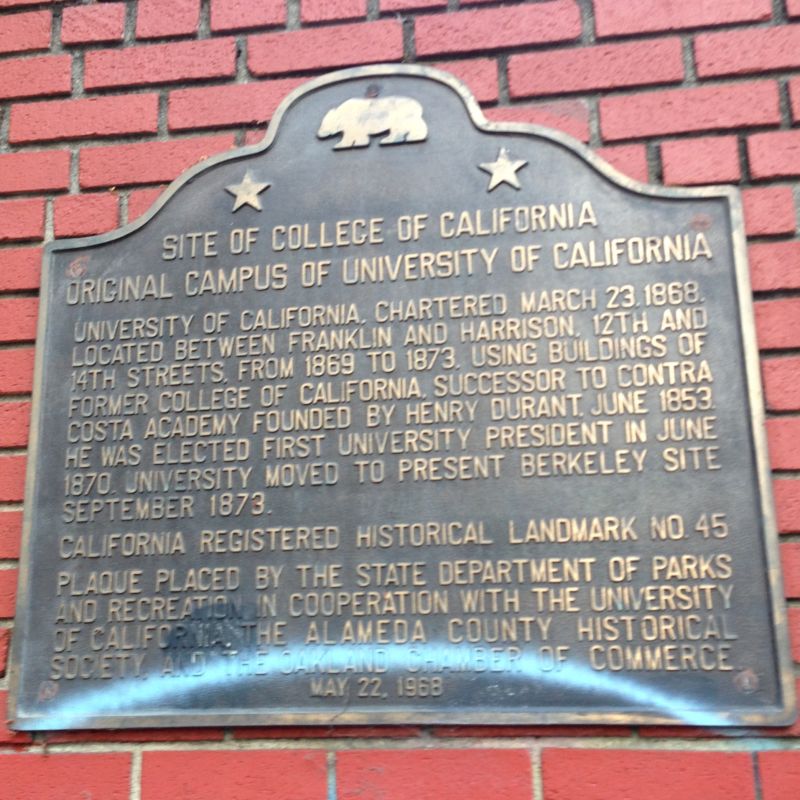 SITE OF COLLEGE OF CALIFORNIA
ORIGINAL CAMPUS OF UNIVERSITY OF CALIFORNIA
UNIVERSITY OF CALIFORNIA, CHARTERED MARCH 23, 1868,
LOCATED BETWEEN FRANKLIN AND HARRISON, 12TH AND
14TH STREETS, FROM 1869 TO 1873, USING BUILDINGS OF
FORMER COLLEGE OF CALIFORNIA, SUCCESSOR TO CONTRA
COSTA ACADEMY FOUNDED BY HENRY DURANT, JUNE 1853.
HE WAS ELECTED FIRST UNIVERSITY PRESIDENT IN JUNE
1870. UNIVERSITY MOVED TO PRESENT BERKELEY SITE
SEPTEMBER 1873.
CALIFORNIA REGISTERED HISTORICAL LANDMARK NO. 45
PLAQUE PLACED BY THE STATE DEPARTMENT OF PARKS
AND RECREATION IN COOPERATION WITH THE UNIVERSITY
OF CALIFORNIA, THE ALAMEDA COUNTY HISTORICAL
SOCIETY, AND THE OAKLAND CHAMBER OF COMMERCE.
MAY 22, 1968